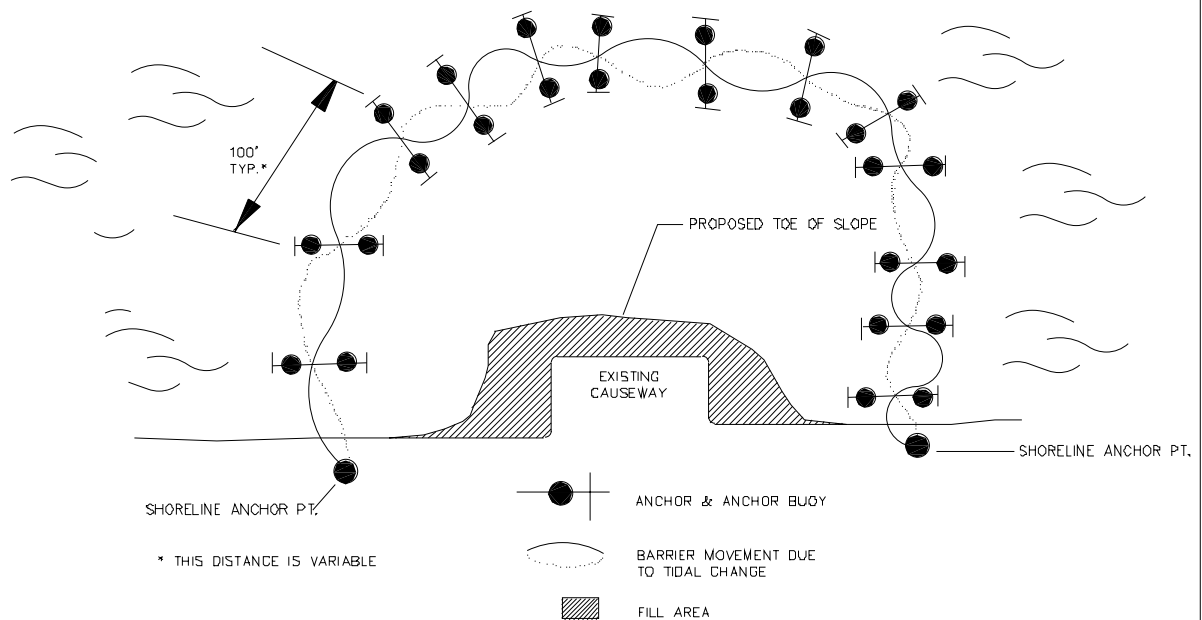 100'
TYP.*
PROPOSED TOE OF SLOPE
EXISTING
CAUSEWAY
SHORELINE ANCHOR PT.
SHORELINE ANCHOR PT.
ANCHOR & ANCHOR BUOY
* THIS DISTANCE IS VARIABLE
BARRIER MOVEMENT DUE
TO TIDAL CHANGE
FILL AREA